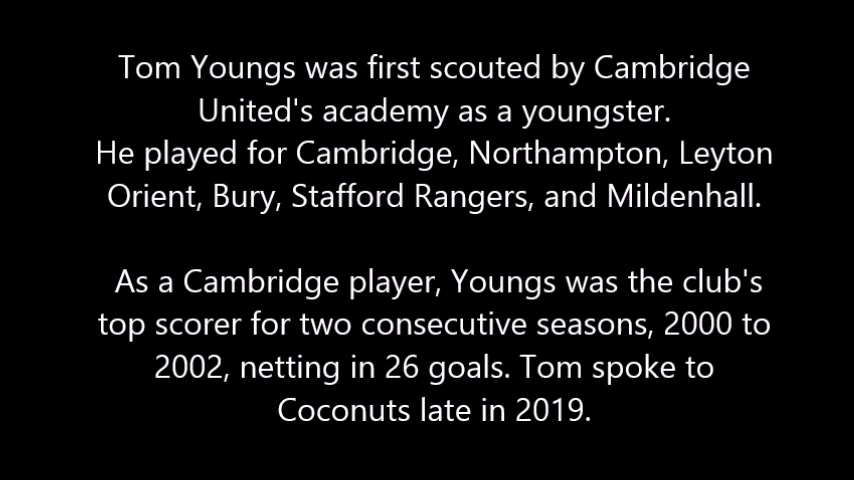 Tom Youngs was first scouted by Cambridge
United's academy as a youngster.
He played for Cambridge, Northampton, Leyton
Orient, Bury, Stafford Rangers, and Mildenhall.
As a Cambridge player, Youngs was the club's
top scorer for two consecutive seasons, 2000 to
2002, netting in 26 goals. Tom spoke to
Coconuts late in 2019.